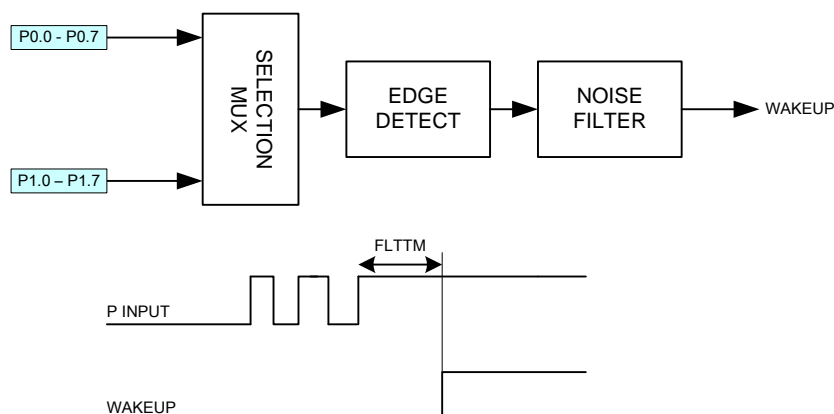 P0.0 - P0.7
P1.0 – P1.7
SELECTION
MUX
EDGE
DETECT
NOISE
FILTER
WAKEUP
FLTTM
P INPUT
WAKEUP